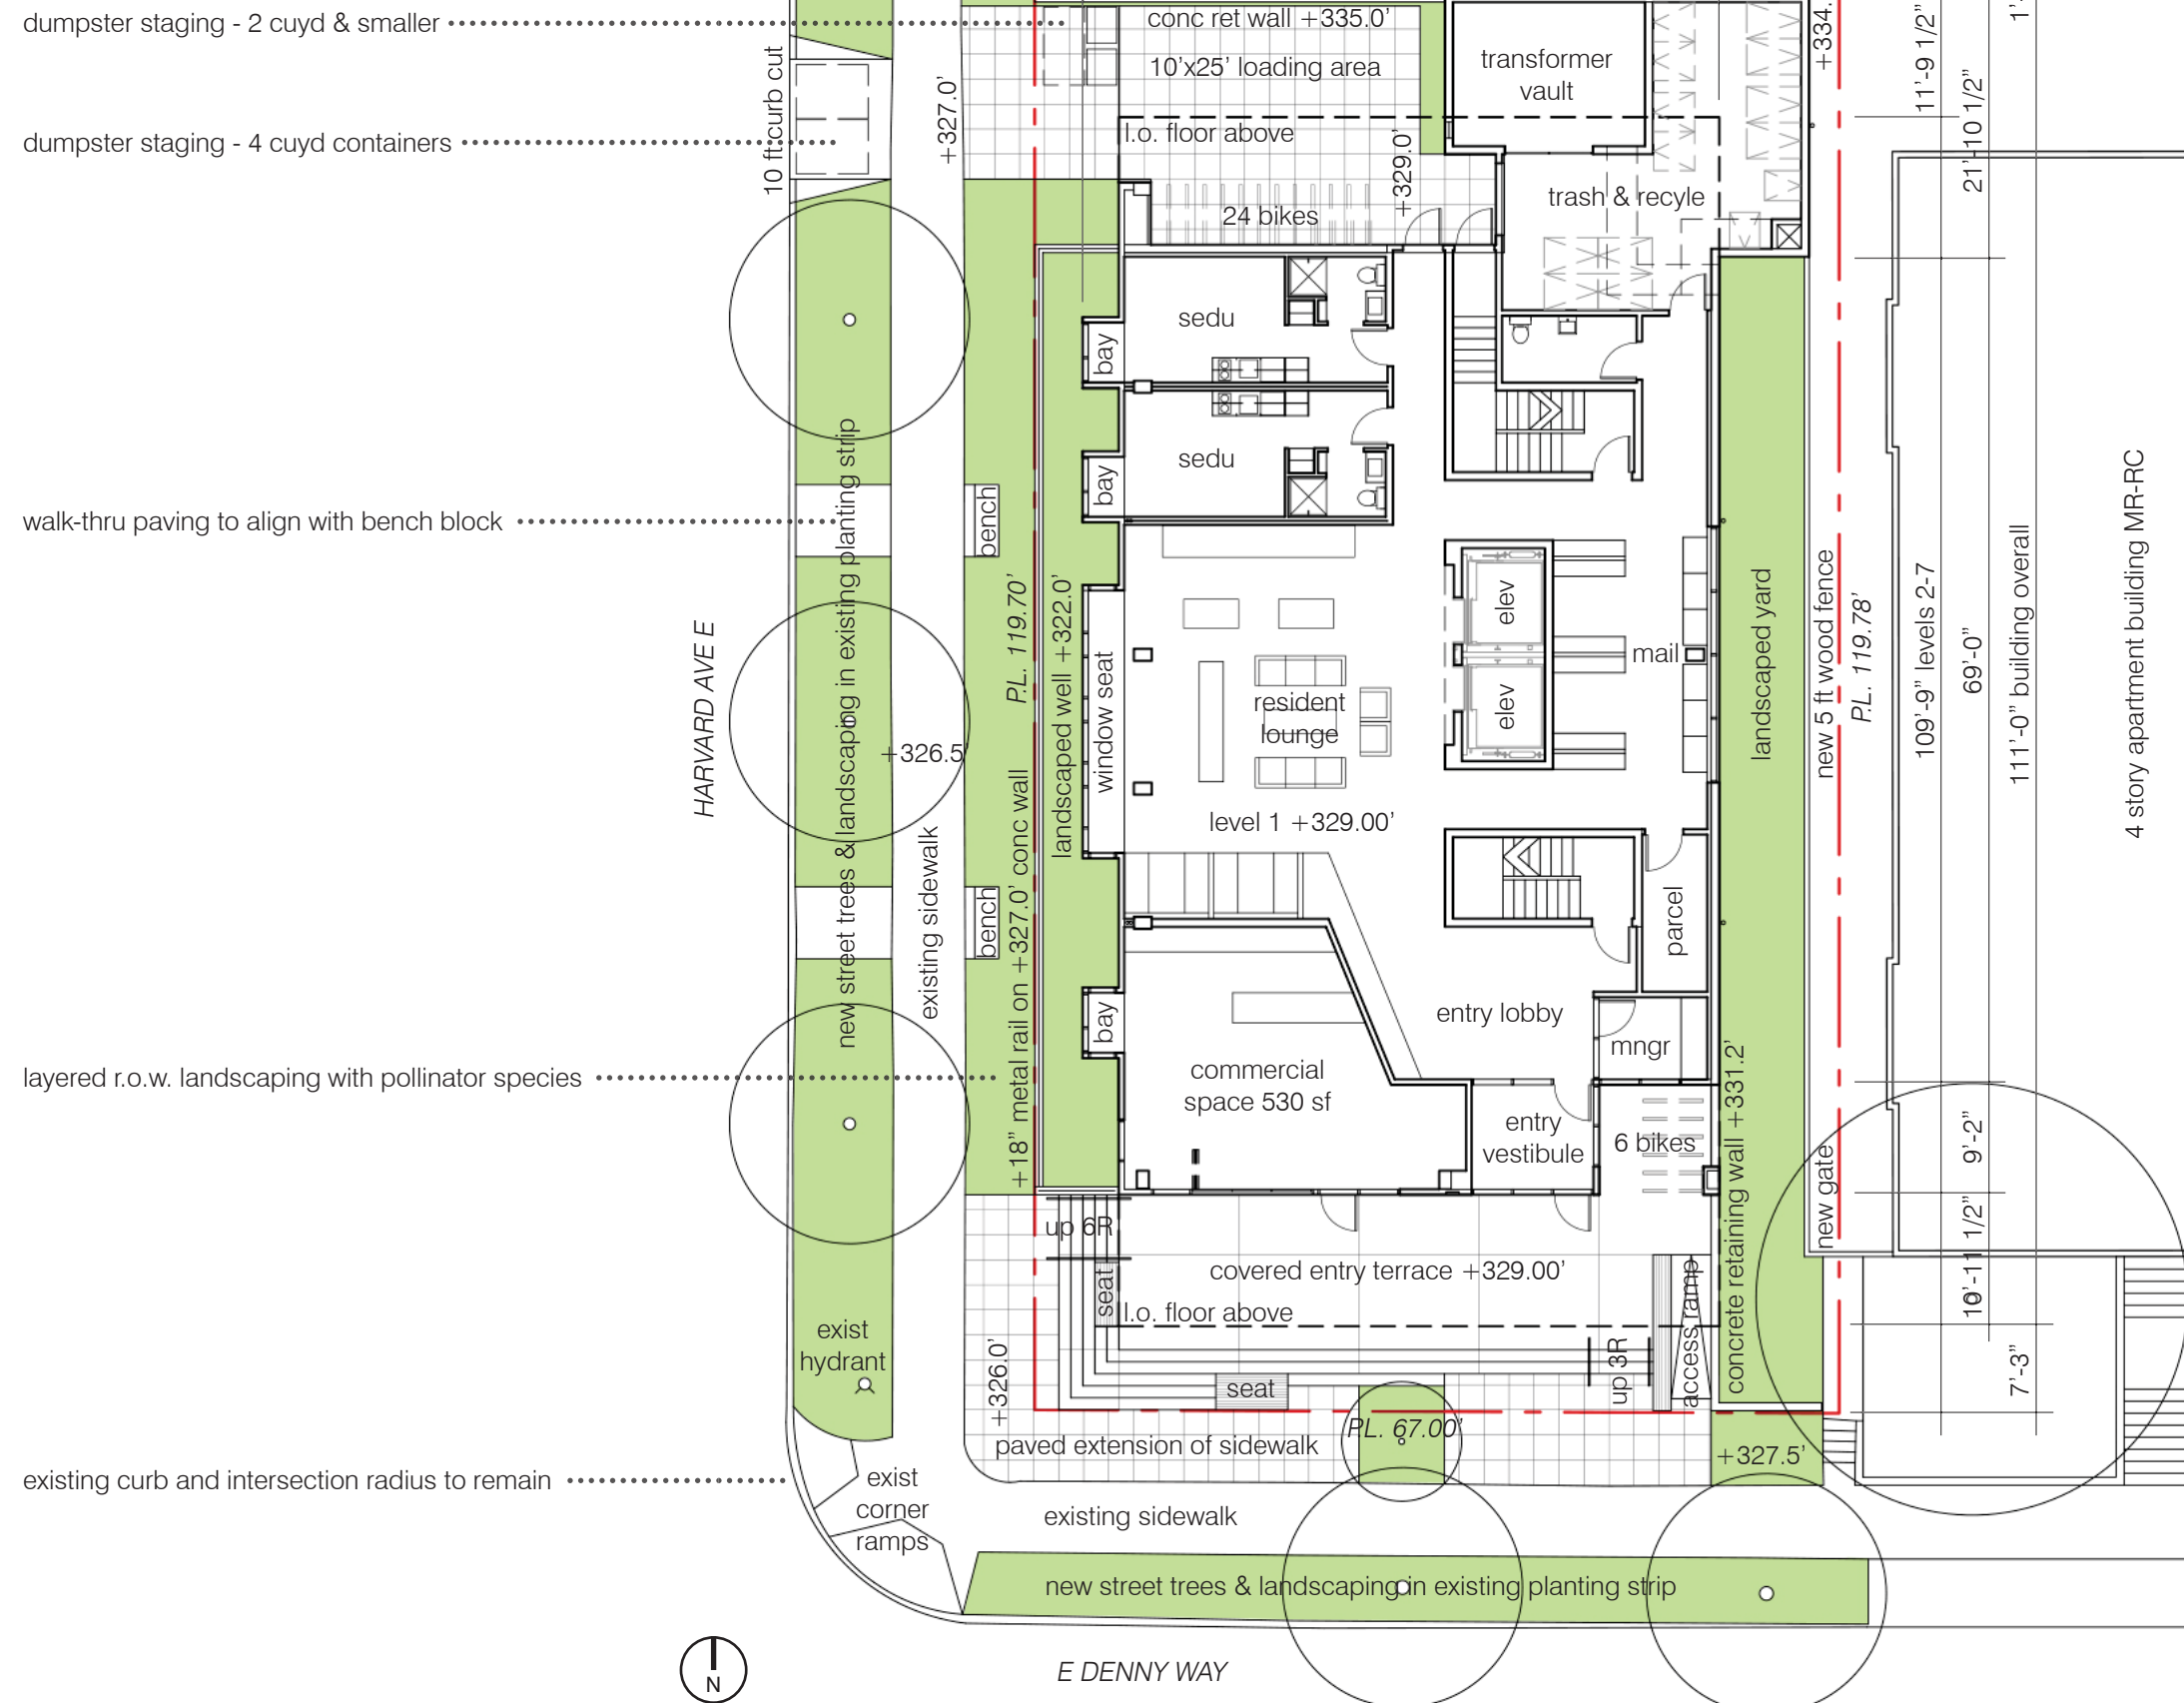 dumpster staging - 2 cuyd & smaller
conc ret wall +335.0'
10'x25' loading area
transformer
vault
+334.
11'-9 1/2"
1'-
10 ft curb cut
+327.0'
dumpster staging - 4 cuyd containers
l.o. floor above
+329.0'
21'-10 1/2"
trash & recyle
24 bikes
sedu
bay
sedu
bay
walk-thru paving to align with bench block
bench
new street trees & landscaping in existing planting strip
HARVARD AVE E
+326.5'
existing sidewalk
P.L. 119.70'
+18" metal rail on +327.0' conc wall
landscaped well +322.0'
window seat
resident
lounge
level 1 +329.00'
elev
elev
mail
landscaped yard
new 5 ft wood fence
P.L. 119.78'
109'-9" levels 2-7
69'-0"
111'-0" building overall
4 story apartment building MR-RC
bench
parcel
entry lobby
mngr
bay
commercial
space 530 sf
layered r.o.w. landscaping with pollinator species
entry
vestibule
6 bikes
concrete retaining wall +331.2'
new gate
9'-2"
10'-11 1/2"
7'-3"
up 6R
seat
covered entry terrace +329.00'
l.o. floor above
access ramp
up 3R
exist
hydrant
+326.0'
seat
P.L. 67.00'
paved extension of sidewalk
+327.5'
existing curb and intersection radius to remain
exist
corner
ramps
existing sidewalk
new street trees & landscaping in existing planting strip
N
E DENNY WAY